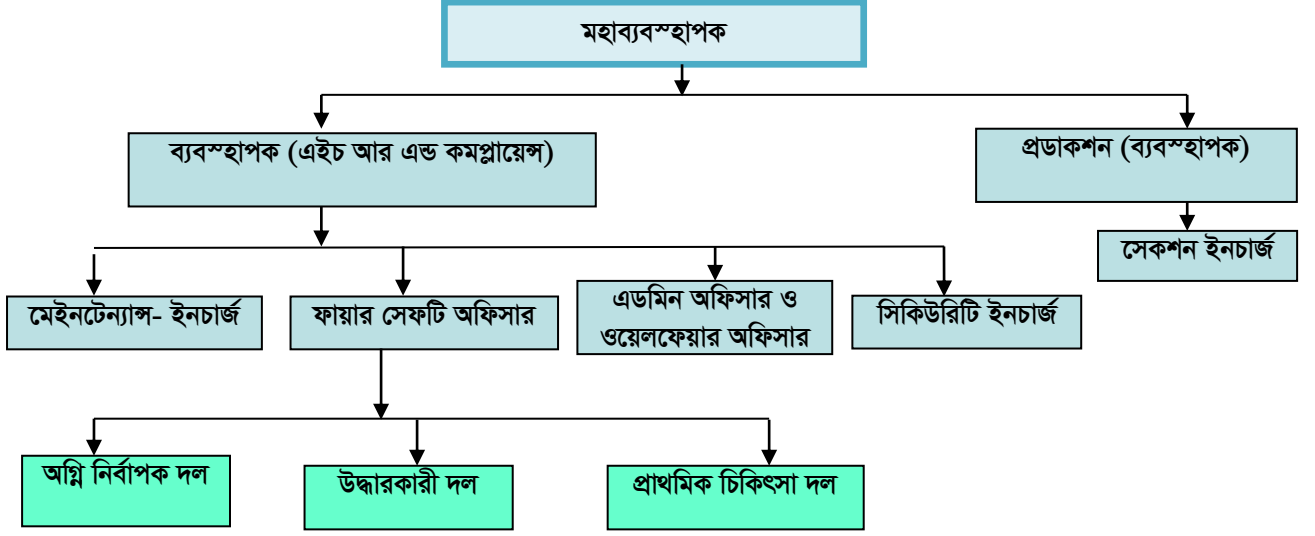 মহাব্যবস্হাপক
ব্যবস্হাপক (এইচ আর এন্ড কমপ্লায়েন্স)
প্রডাকশন (ব্যবস্হাপক)
সেকশন ইনচার্জ
মেইনটেন্যান্স- ইনচার্জ
ফায়ার সেফটি অফিসার
এডমিন অফিসার ও
ওয়েলফেয়ার অফিসার
সিকিউরিটি ইনচার্জ
অগ্নি নির্বাপক দল
উদ্ধারকারী দল
প্রাথমিক চিকিৎসা দল